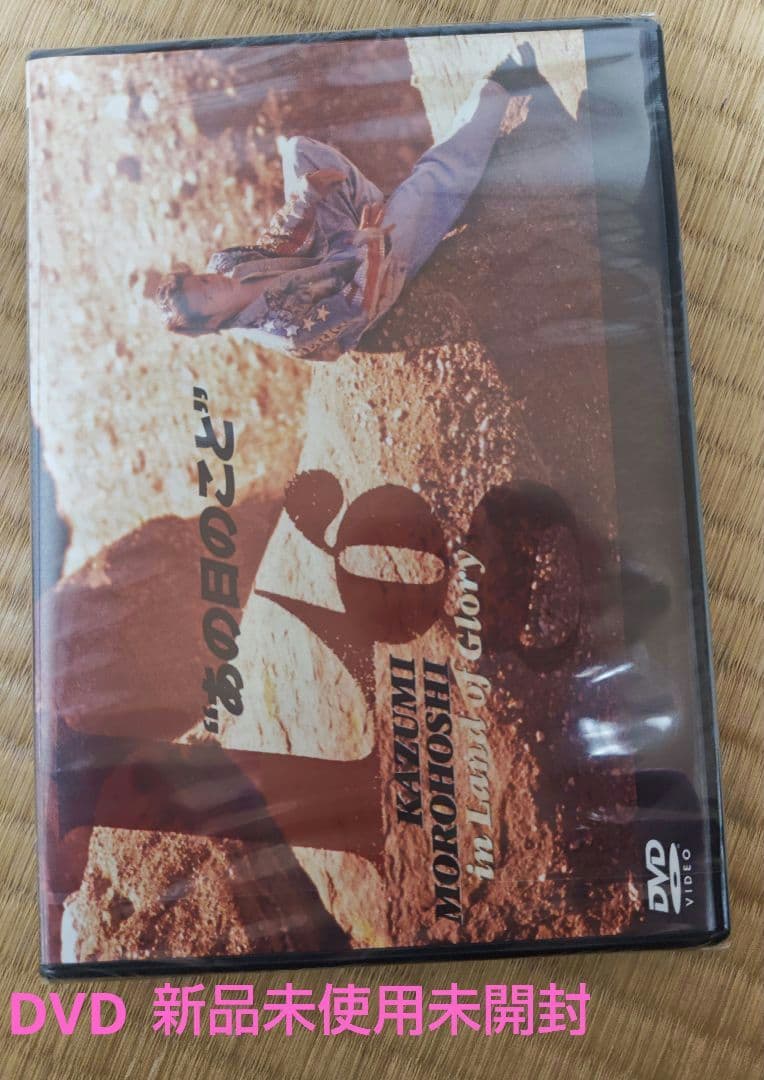 “あの日のこと”
KAZUMI
MOROHOSHI
in Land of Glory
DVD
VIDEO
DVD 新品未使用未開封